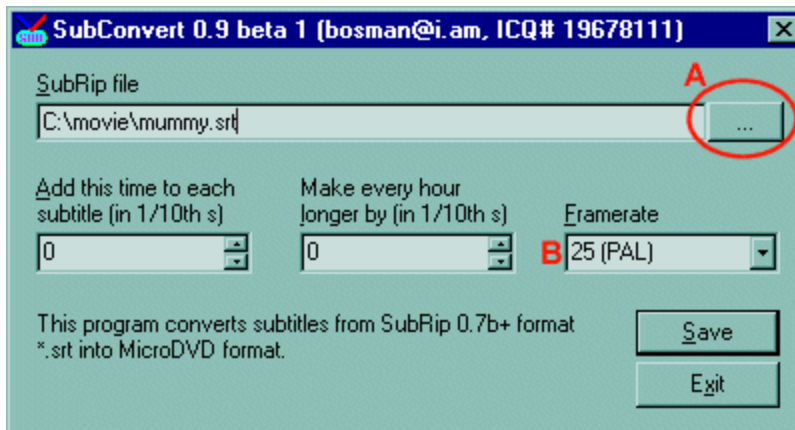 SubConvert 0.9 beta 1 (bosman@i.am, ICQ# 19678111)
A
SubRip file
C:\movie\mummy.srt
...
Add this time to each
subtitle (in 1/10th s)
Make every hour
longer by (in 1/10th s)
Framerate
0
0
B
25 (PAL)
This program converts subtitles from SubRip 0.7b+ format
*.srt into MicroDVD format.
Save
Exit